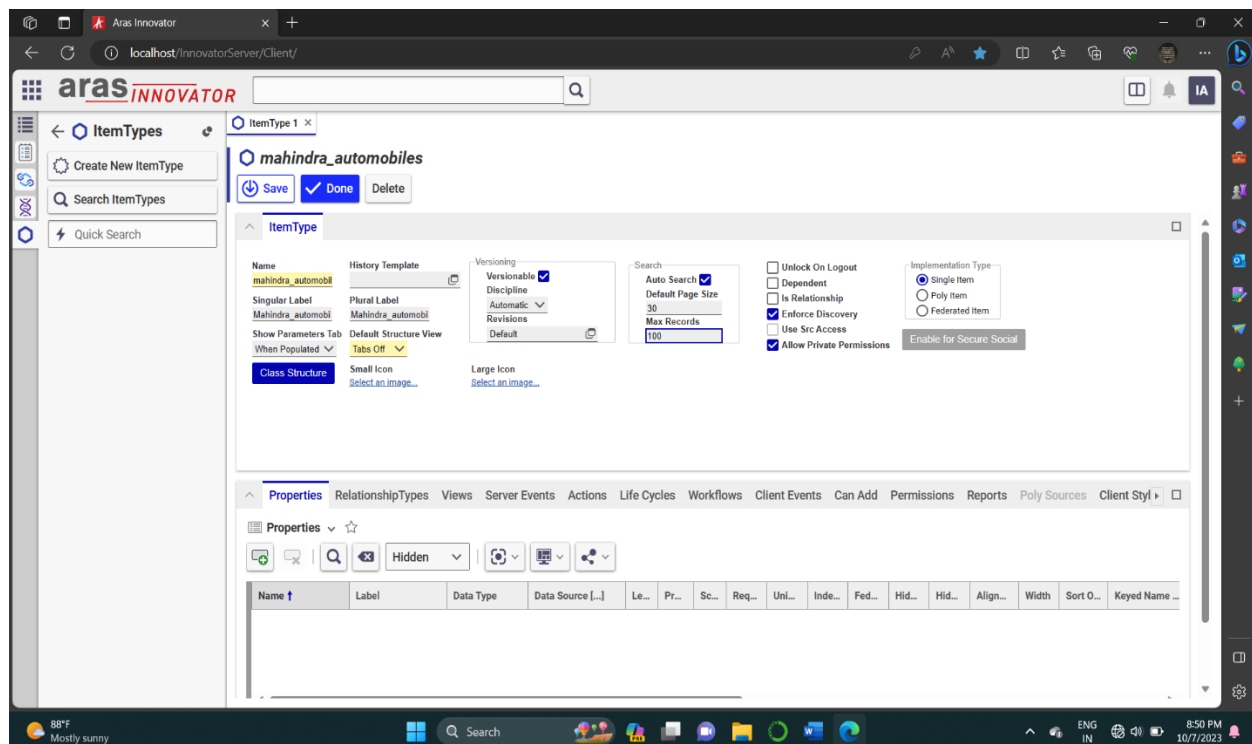 Aras Innovator
localhost/InnovatorServer/Client/
aras INNOVATOR
IA
ItemTypes
Create New ItemType
Search ItemTypes
Quick Search
ItemType 1
mahindra_automobiles
Save Done Delete
ItemType
Name History Template Versioning Search Implementation Type
mahindra_automobil Versionable Auto Search Unlock On Logout Single Item
Singular Label Plural Label Discipline Default Page Size Dependent Poly Item
Mahindra_automobi Mahindra_automobi Automatic 30 Is Relationship Federated Item
Show Parameters Tab Default Structure View Revisions Max Records Enforce Discovery
When Populated Tabs Off Default 100 Use Src Access Enable for Secure Social
Allow Private Permissions
Class Structure Small Icon Large Icon
Select an image... Select an image...
Properties RelationshipTypes Views Server Events Actions Life Cycles Workflows Client Events Can Add Permissions Reports Poly Sources Client Styl
Properties
Hidden
Name Label Data Type Data Source [...] Le... Pr... Sc... Req... Uni... Inde... Fed... Hid... Hid... Align... Width Sort O... Keyed Name ...
88°F
Mostly sunny
Search
PRE
ENG
IN
8:50 PM
10/7/2023